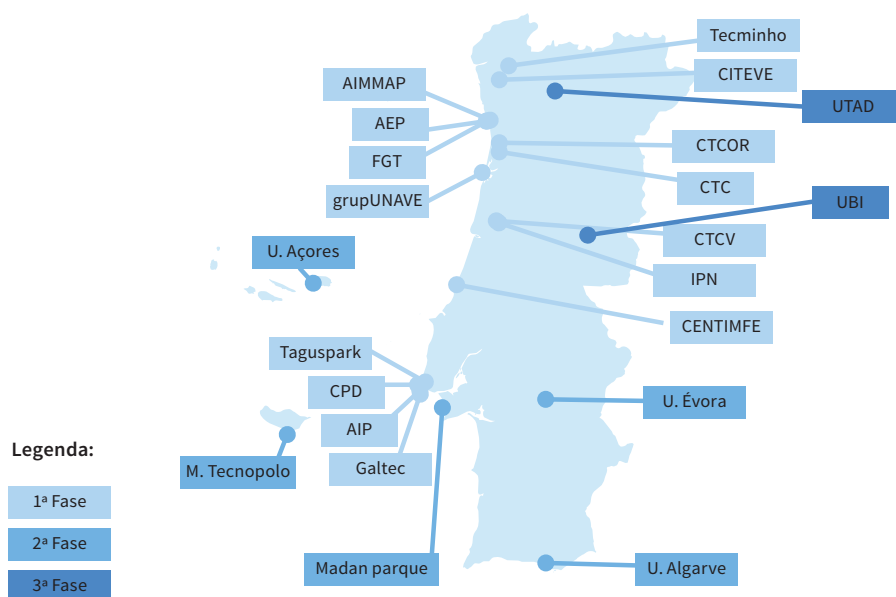 Tecminho
CITEVE
AIMMAP
UTAD
AEP
CTCOR
FGT
CTC
grupUNAVE
UBI
CTCV
U. Açores
IPN
CENTIMFE
Taguspark
CPD
U. Évora
AIP
Legenda:
Galtec
M. Tecnopolo
1ª Fase
2ª Fase
Madan parque
U. Algarve
3ª Fase